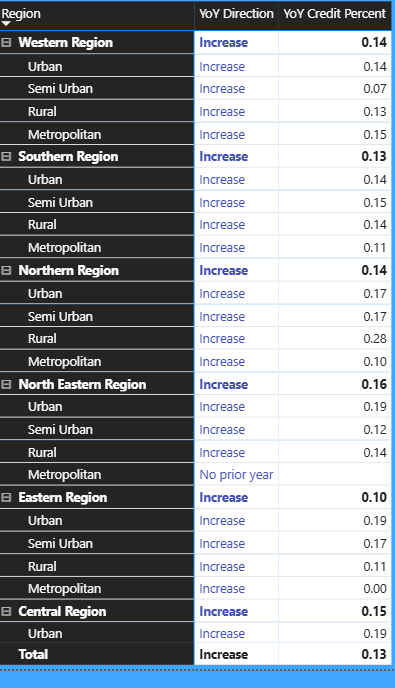 Region YoY Direction YoY Credit Percent
Western Region Increase 0.14
Urban Increase 0.14
Semi Urban Increase 0.07
Rural Increase 0.13
Metropolitan Increase 0.15
Southern Region Increase 0.13
Urban Increase 0.14
Semi Urban Increase 0.15
Rural Increase 0.14
Metropolitan Increase 0.11
Northern Region Increase 0.14
Urban Increase 0.17
Semi Urban Increase 0.17
Rural Increase 0.28
Metropolitan Increase 0.10
North Eastern Region Increase 0.16
Urban Increase 0.19
Semi Urban Increase 0.12
Rural Increase 0.14
Metropolitan No prior year
Eastern Region Increase 0.10
Urban Increase 0.19
Semi Urban Increase 0.17
Rural Increase 0.11
Metropolitan Increase 0.00
Central Region Increase 0.15
Urban Increase 0.19
Total Increase 0.13